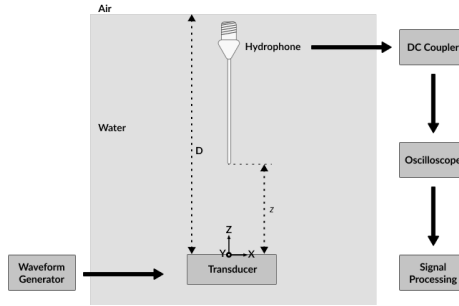 Air
Hydrophone
DC Coupler
Water
D
Oscilloscope
z
Z
Y
X
Waveform
Generator
Transducer
Signal
Processing